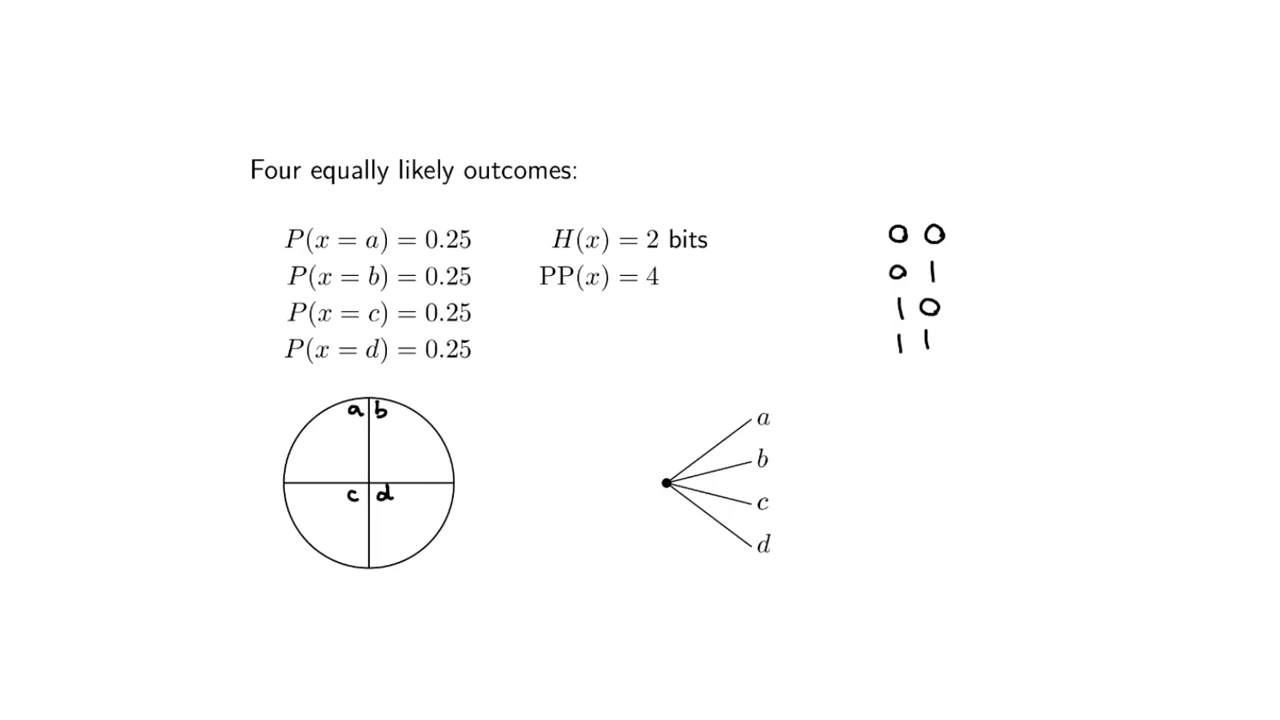 Four equally likely outcomes:
P(x = a) = 0.25
P(x = b) = 0.25
P(x = c) = 0.25
P(x = d) = 0.25
H(x) = 2 bits
PP(x) = 4
0 0
0 1
1 0
1 1
a b
c d
a
b
c
d